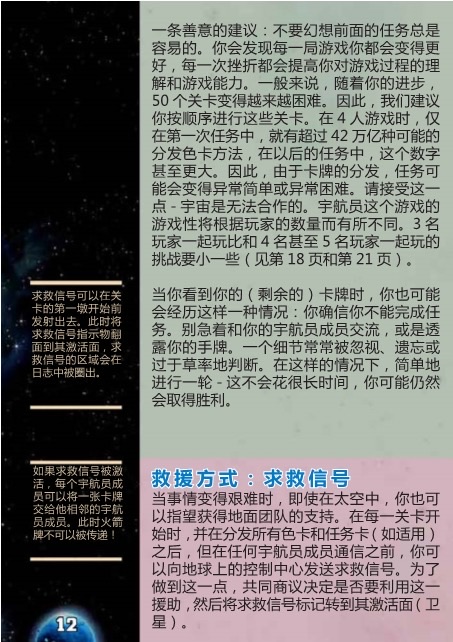 一条善意的建议：不要幻想前面的任务总是
容易的。你会发现每一局游戏你都会变得更
好，每一次挫折都会提高你对游戏过程的理
解和游戏能力。一般来说，随着你的进步，
50 个关卡变得越来越困难。因此，我们建议
你按顺序进行这些关卡。在 4 人游戏时，仅
在第一次任务中，就有超过 42 万亿种可能的
分发色卡方法，在以后的任务中，这个数字
甚至更大。因此，由于卡牌的分发，任务可
能会变得异常简单或异常困难。请接受这一
点 - 宇宙是无法合作的。宇航员这个游戏的
游戏性将根据玩家的数量而有所不同。3 名
玩家一起玩比和 4 名甚至 5 名玩家一起玩的
挑战要小一些（见第 18 页和第 21 页）。
当你看到你的（剩余的）卡牌时，你也可能
会经历这样一种情况：你确信你不能完成任
务。别急着和你的宇航员成员交流，或是透
露你的手牌。一个细节常常被忽视、遗忘或
过于草率地判断。在这样的情况下，简单地
进行一轮 - 这不会花很长时间，你可能仍然
会取得胜利。
求救信号可以在关
卡的第一墩开始前
发射出去。此时将
求救信号指示物翻
面到其激活面，求
救信号的区域会在
日志中被圈出。
如果求救信号被激
活，每个宇航员成
员可以将一张卡牌
交给他相邻的宇航
员成员。此时火箭
牌不可以被传递！
救援方式：求救信号
当事情变得艰难时，即使在太空中，你也可
以指望获得地面团队的支持。在每一关卡开
始时，并在分发所有色卡和任务卡（如适用）
之后，但在任何宇航员成员通信之前，你可
以向地球上的控制中心发送求救信号。为了
做到这一点，共同商议决定是否要利用这一
援助，然后将求救信号标记转到其激活面（卫
星）。
12